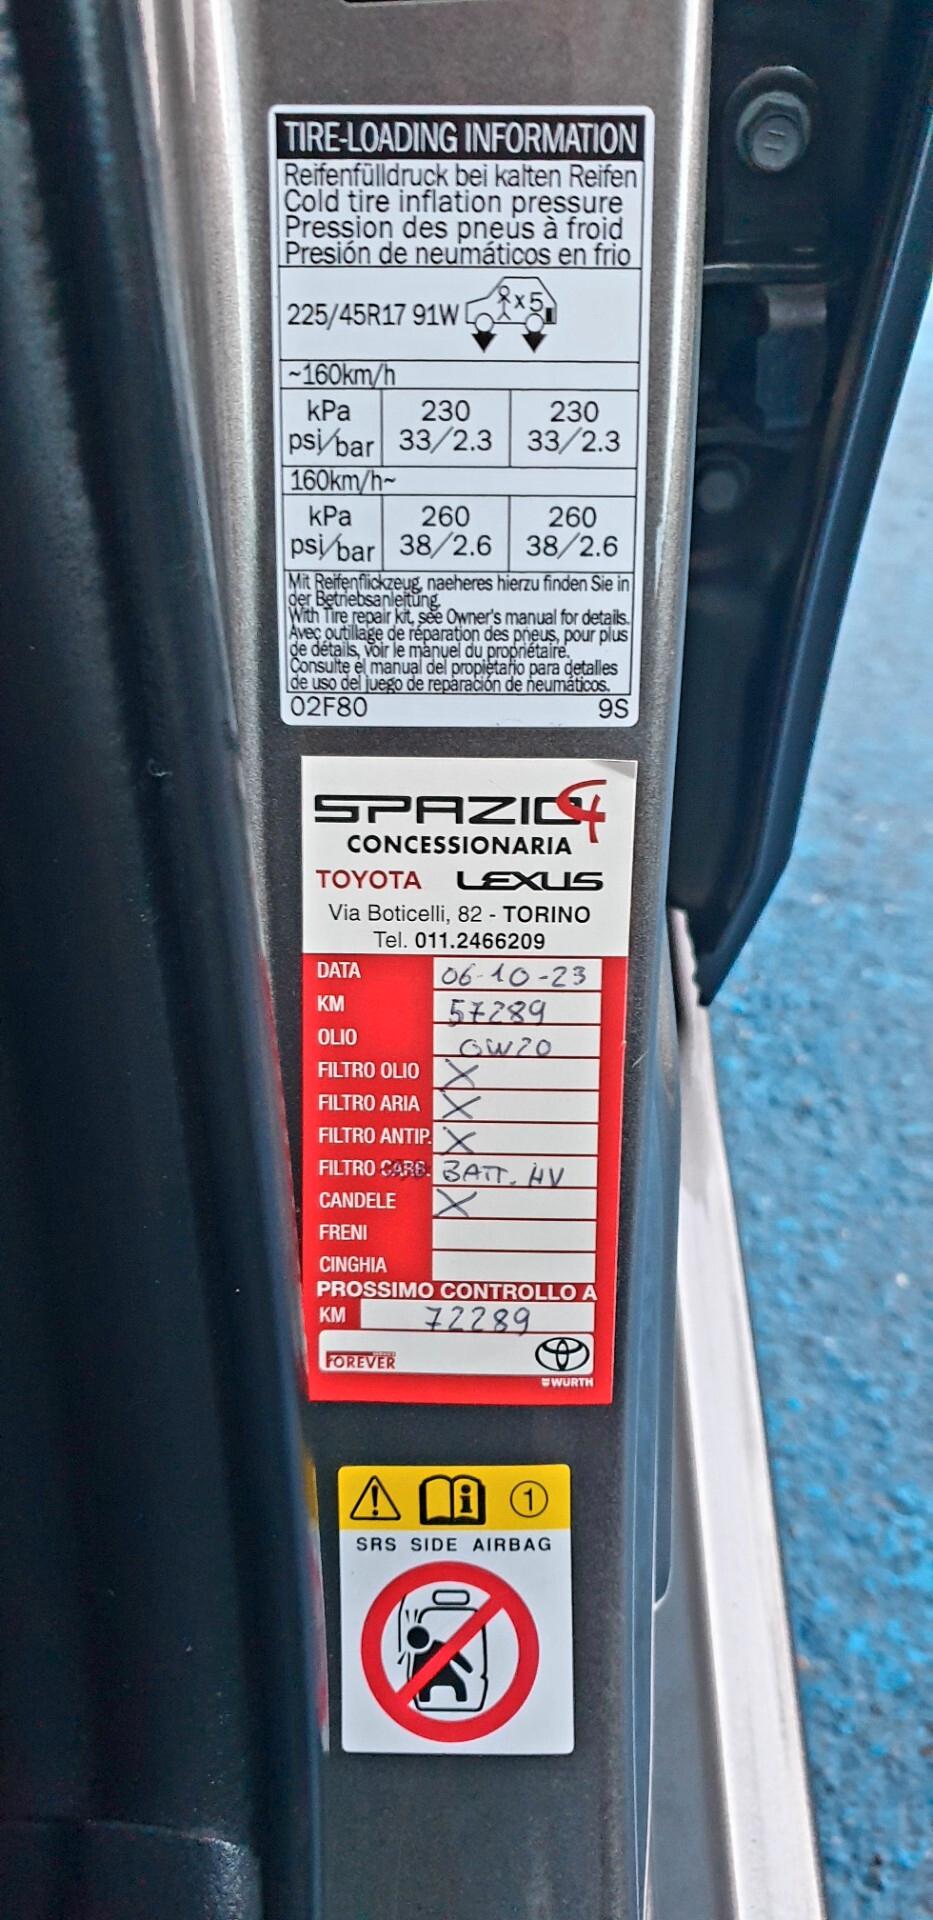 TIRE-LOADING INFORMATION
Reifenfülldruck bei kalten Reifen
Cold tire inflation pressure
Pression des pneus à froid
Presión de neumáticos en frio
225/45R17 91W x5
~160km/h
kPa 230 230
psi/bar 33/2.3 33/2.3
160km/h~
kPa 260 260
psi/bar 38/2.6 38/2.6
Mit Reifenflickzeug, naeheres hierzu finden Sie in
der Betriebsanleitung.
With Tire repair kit, see Owner's manual for details.
Avec outillage de réparation des pneus, pour plus
de détails, voir le manuel du propriétaire.
Consulte el manual del propietario para detalles
de uso del juego de reparación de neumáticos.
02F80 9S
SPAZIO4
CONCESSIONARIA
TOYOTA LEXUS
Via Boticelli, 82 - TORINO
Tel. 011.2466209
DATA 06-10-23
KM 57289
OLIO 0W20
FILTRO OLIO X
FILTRO ARIA X
FILTRO ANTIP. X
FILTRO CARB. BATT. HV
CANDELE X
FRENI
CINGHIA
PROSSIMO CONTROLLO A
KM 72289
FOREVER
WÜRTH
1
SRS SIDE AIRBAG